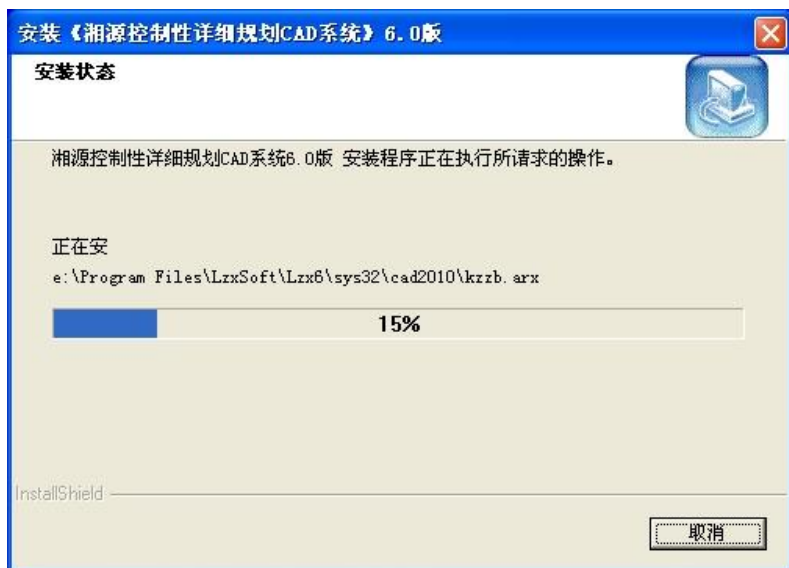 安装《湘源控制性详细规划CAD系统》6.0版
安装状态
湘源控制性详细规划CAD系统6.0版 安装程序正在执行所请求的操作。
正在安
e:\Program Files\LzxSoft\Lzx6\sys32\cad2010\kzzb.arx
15%
InstallShield
取消